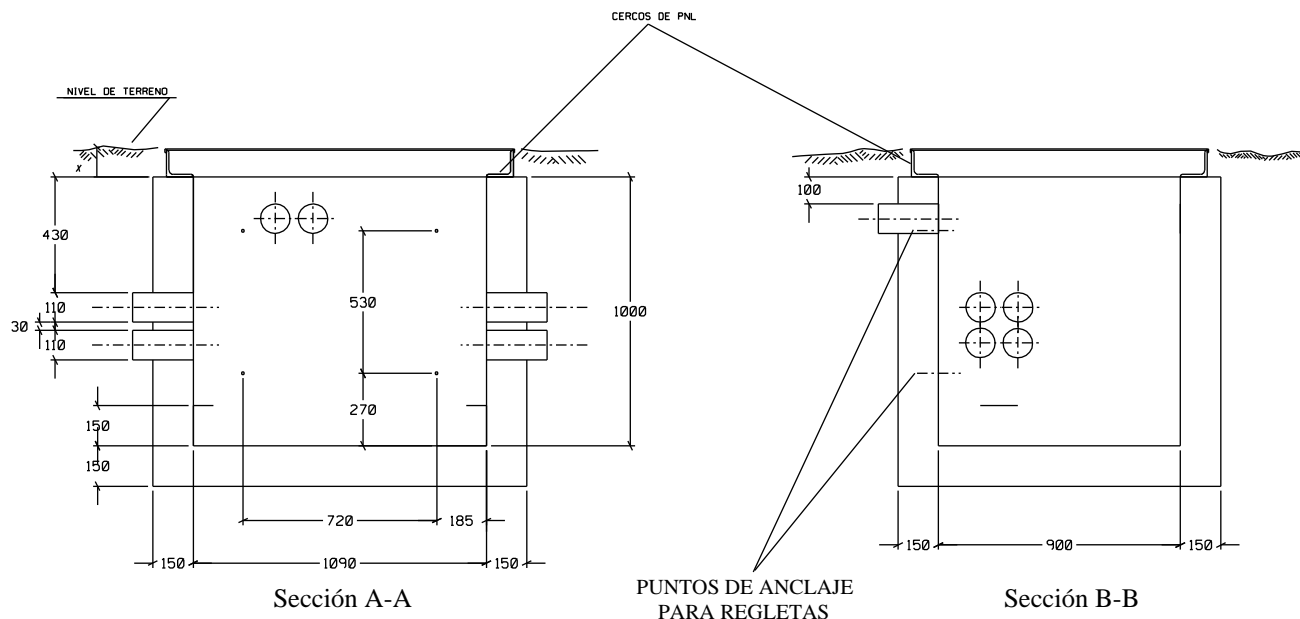 CERCOS DE PNL
NIVEL DE TERRENO
x
100
430
530
1000
110
30
110
270
150
150
720
185
150
1090
150
150
900
150
Sección A-A
PUNTOS DE ANCLAJE
PARA REGLETAS
Sección B-B